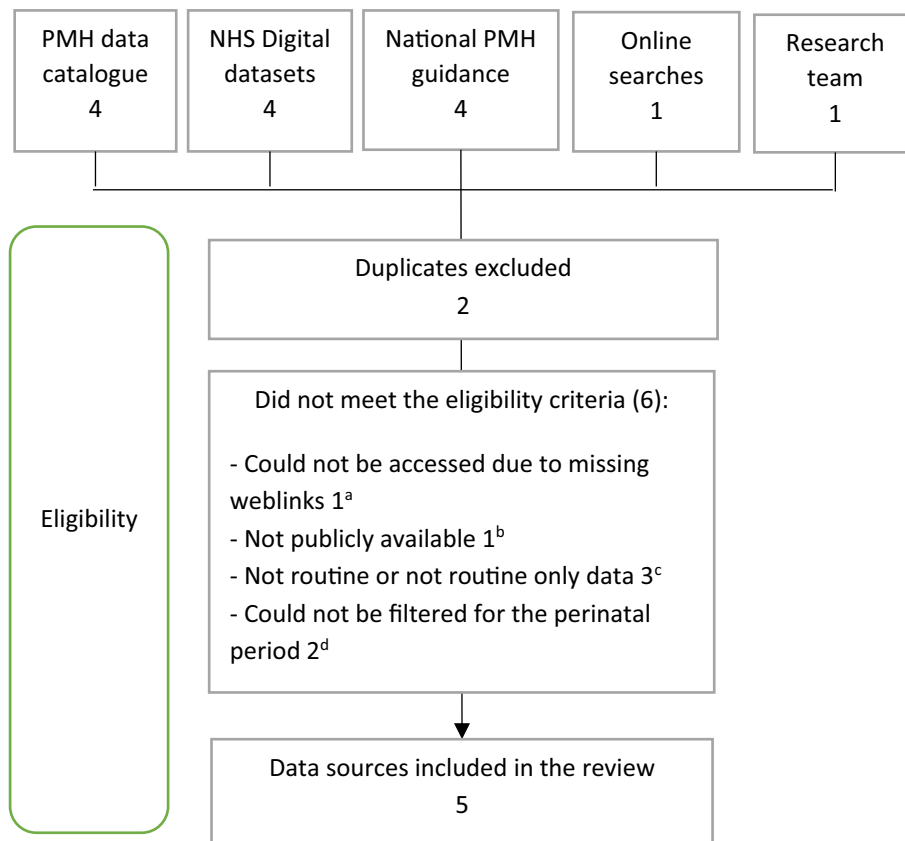 PMH data
catalogue
4
NHS Digital
datasets
4
National PMH
guidance
4
Online
searches
1
Research
team
1
Eligibility
Duplicates excluded
2
Did not meet the eligibility criteria (6):
- Could not be accessed due to missing
weblinks 1ᵃ
- Not publicly available 1ᵇ
- Not routine or not routine only data 3ᶜ
- Could not be filtered for the perinatal
period 2ᵈ
Data sources included in the review
5